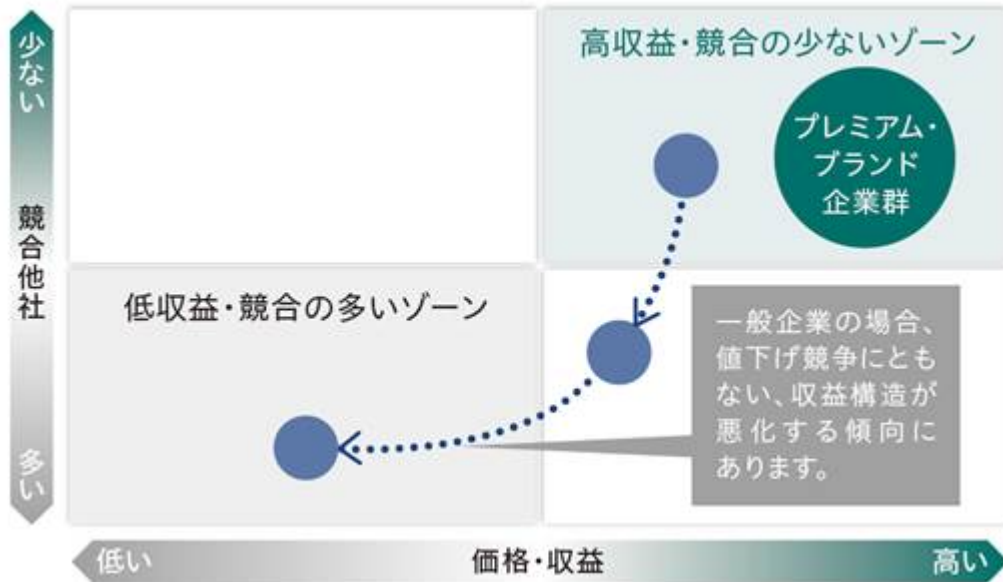 少ない
競合他社
多い
高収益・競合の少ないゾーン
プレミアム・
ブランド
企業群
低収益・競合の多いゾーン
一般企業の場合、
値下げ競争にとも
ない、収益構造が
悪化する傾向に
あります。
低い
価格・収益
高い